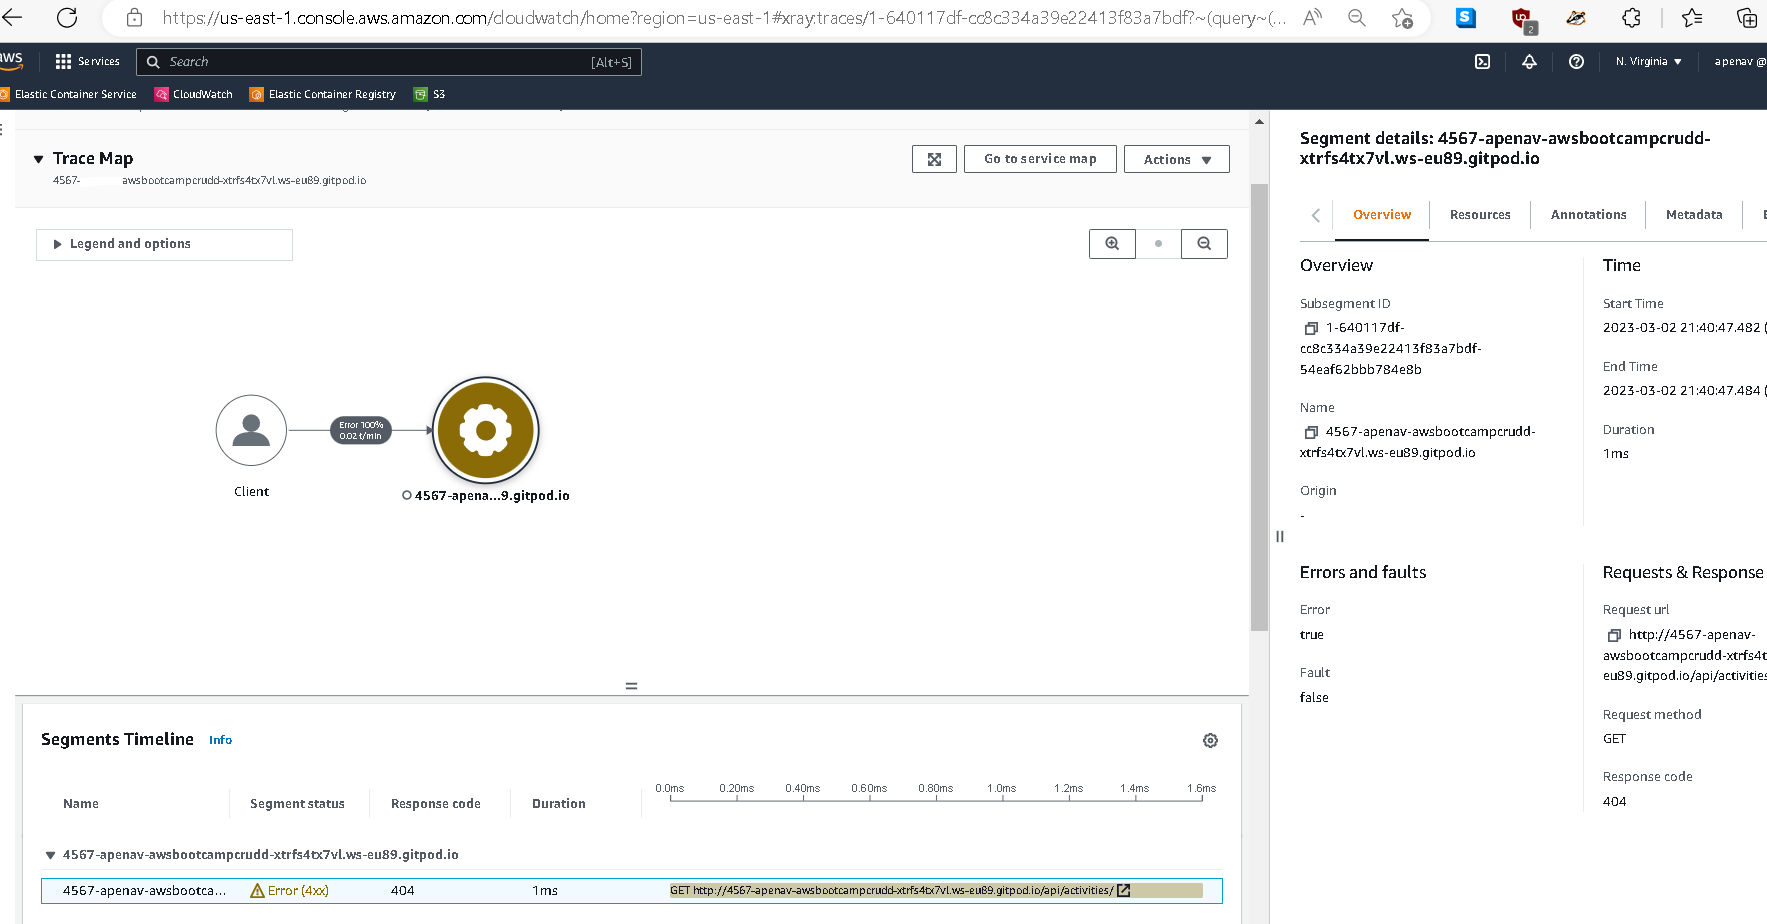 https://us-east-1.console.aws.amazon.com/cloudwatch/home?region=us-east-1#xray:traces/1-640117df-cc8c334a39e22413f83a7bdf?~(query~(...
2
aws
Services
Search
[Alt+S]
N. Virginia ▼
apenav @
Elastic Container Service
CloudWatch
Elastic Container Registry
S3
Trace Map
4567- awsbootcampcrudd-xtrfs4tx7vl.ws-eu89.gitpod.io
Go to service map
Actions ▼
Legend and options
Error 100%
0.02 t/min
Client
4567-apena...9.gitpod.io
Segments Timeline Info
Name
Segment status
Response code
Duration
0.0ms
0.20ms
0.40ms
0.60ms
0.80ms
1.0ms
1.2ms
1.4ms
1.6ms
4567-apenav-awsbootcampcrudd-xtrfs4tx7vl.ws-eu89.gitpod.io
4567-apenav-awsbootca...
Error (4xx)
404
1ms
GET http://4567-apenav-awsbootcampcrudd-xtrfs4tx7vl.ws-eu89.gitpod.io/api/activities/
Segment details: 4567-apenav-awsbootcampcrudd-
xtrfs4tx7vl.ws-eu89.gitpod.io
Overview
Resources
Annotations
Metadata
Overview
Subsegment ID
1-640117df-
cc8c334a39e22413f83a7bdf-
54eaf62bbb784e8b
Name
4567-apenav-awsbootcampcrudd-
xtrfs4tx7vl.ws-eu89.gitpod.io
Origin
-
Time
Start Time
2023-03-02 21:40:47.482 (
End Time
2023-03-02 21:40:47.484 (
Duration
1ms
Errors and faults
Error
true
Fault
false
Requests & Response
Request url
http://4567-apenav-
awsbootcampcrudd-xtrfs4t
eu89.gitpod.io/api/activities
Request method
GET
Response code
404